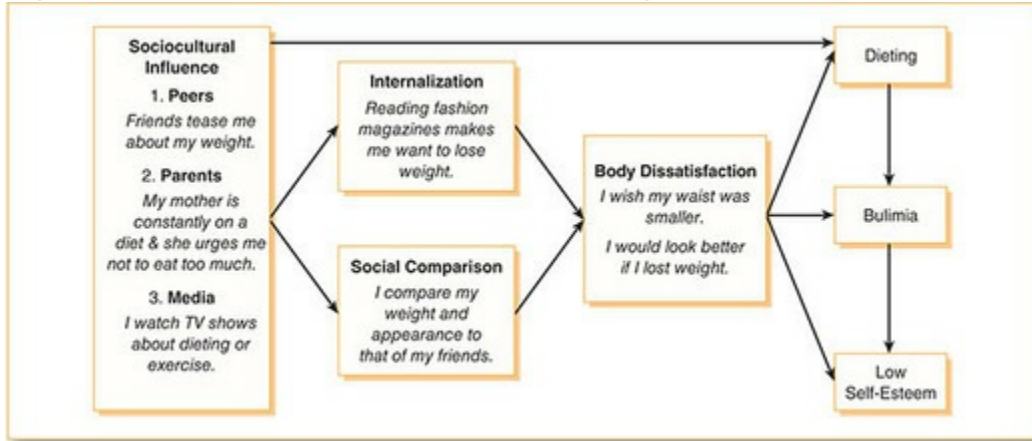 Sociocultural
Influence
1. Peers
Friends tease me
about my weight.
2. Parents
My mother is
constantly on a
diet & she urges me
not to eat too much.
3. Media
I watch TV shows
about dieting or
exercise.
Internalization
Reading fashion
magazines makes
me want to lose
weight.
Social Comparison
I compare my
weight and
appearance to
that of my friends.
Body Dissatisfaction
I wish my waist was
smaller.
I would look better
if I lost weight.
Dieting
Bulimia
Low
Self-Esteem